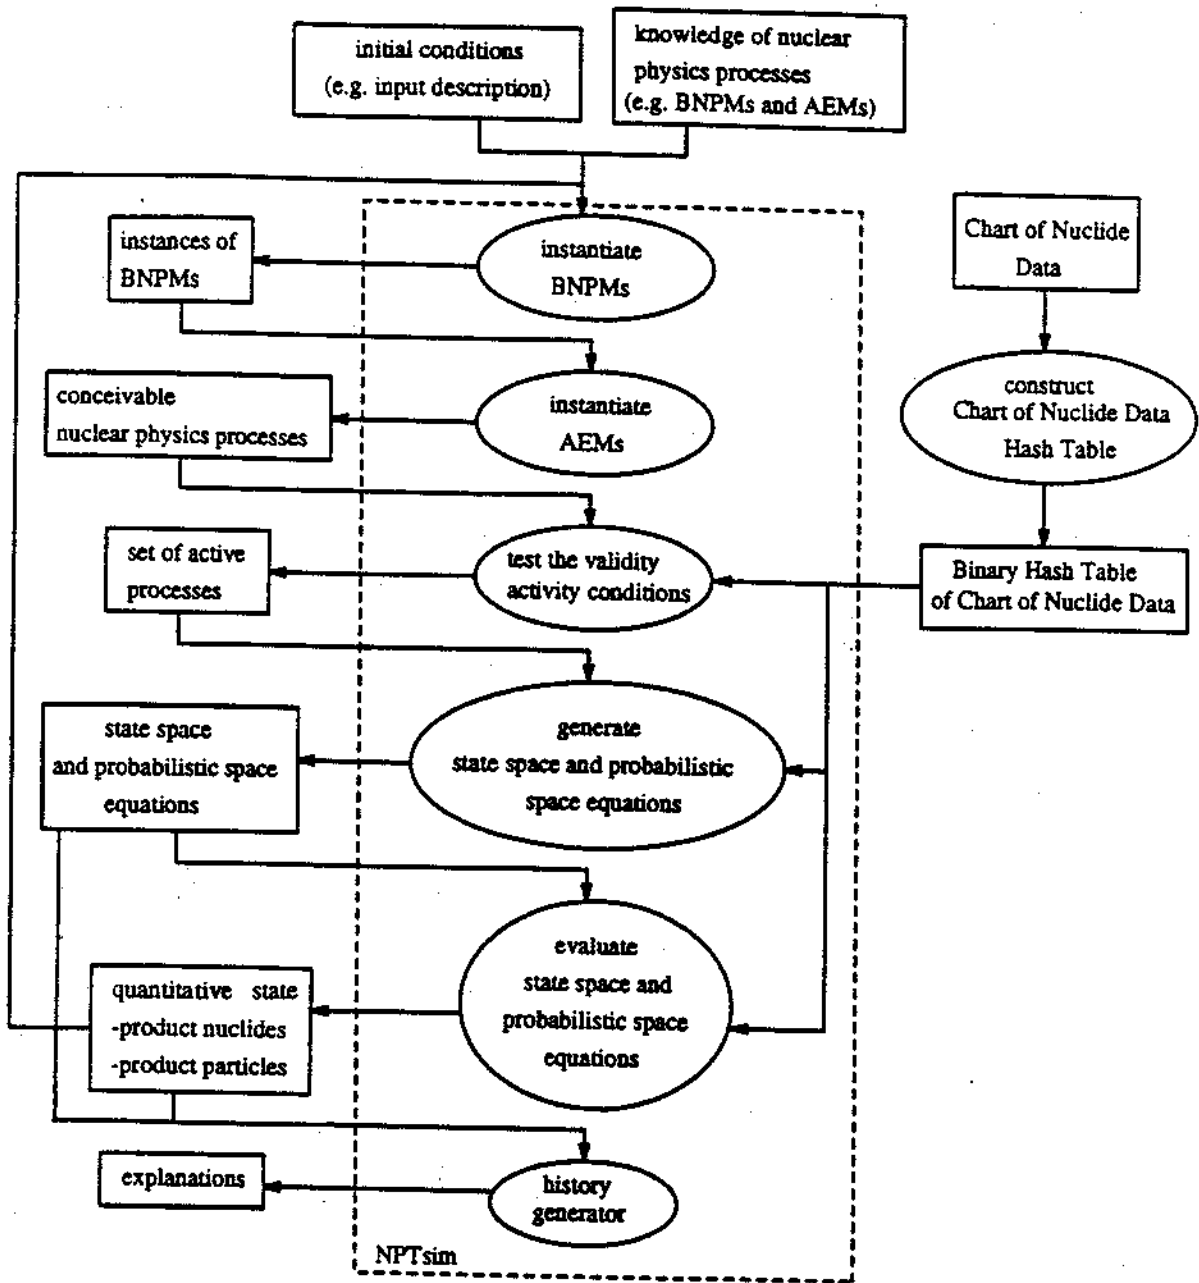 initial conditions
(e.g. input description)
knowledge of nuclear
physics processes
(e.g. BNPMs and AEMs)
instances of
BNPMs
instantiate
BNPMs
Chart of Nuclide
Data
conceivable
nuclear physics processes
instantiate
AEMs
construct
Chart of Nuclide Data
Hash Table
set of active
processes
test the validity
activity conditions
Binary Hash Table
of Chart of Nuclide Data
state space
and probabilistic space
equations
generate
state space and probabilistic
space equations
quantitative state
-product nuclides
-product particles
evaluate
state space and
probabilistic space
equations
explanations
history
generator
NPTsim